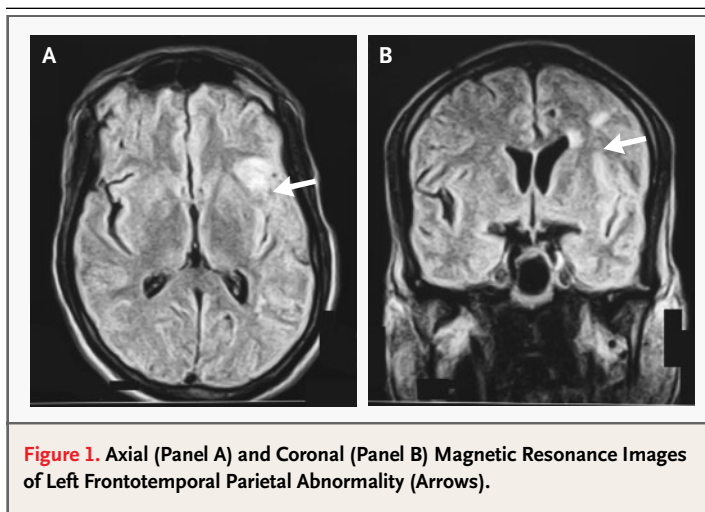 A
B
Figure 1. Axial (Panel A) and Coronal (Panel B) Magnetic Resonance Images
of Left Frontotemporal Parietal Abnormality (Arrows).